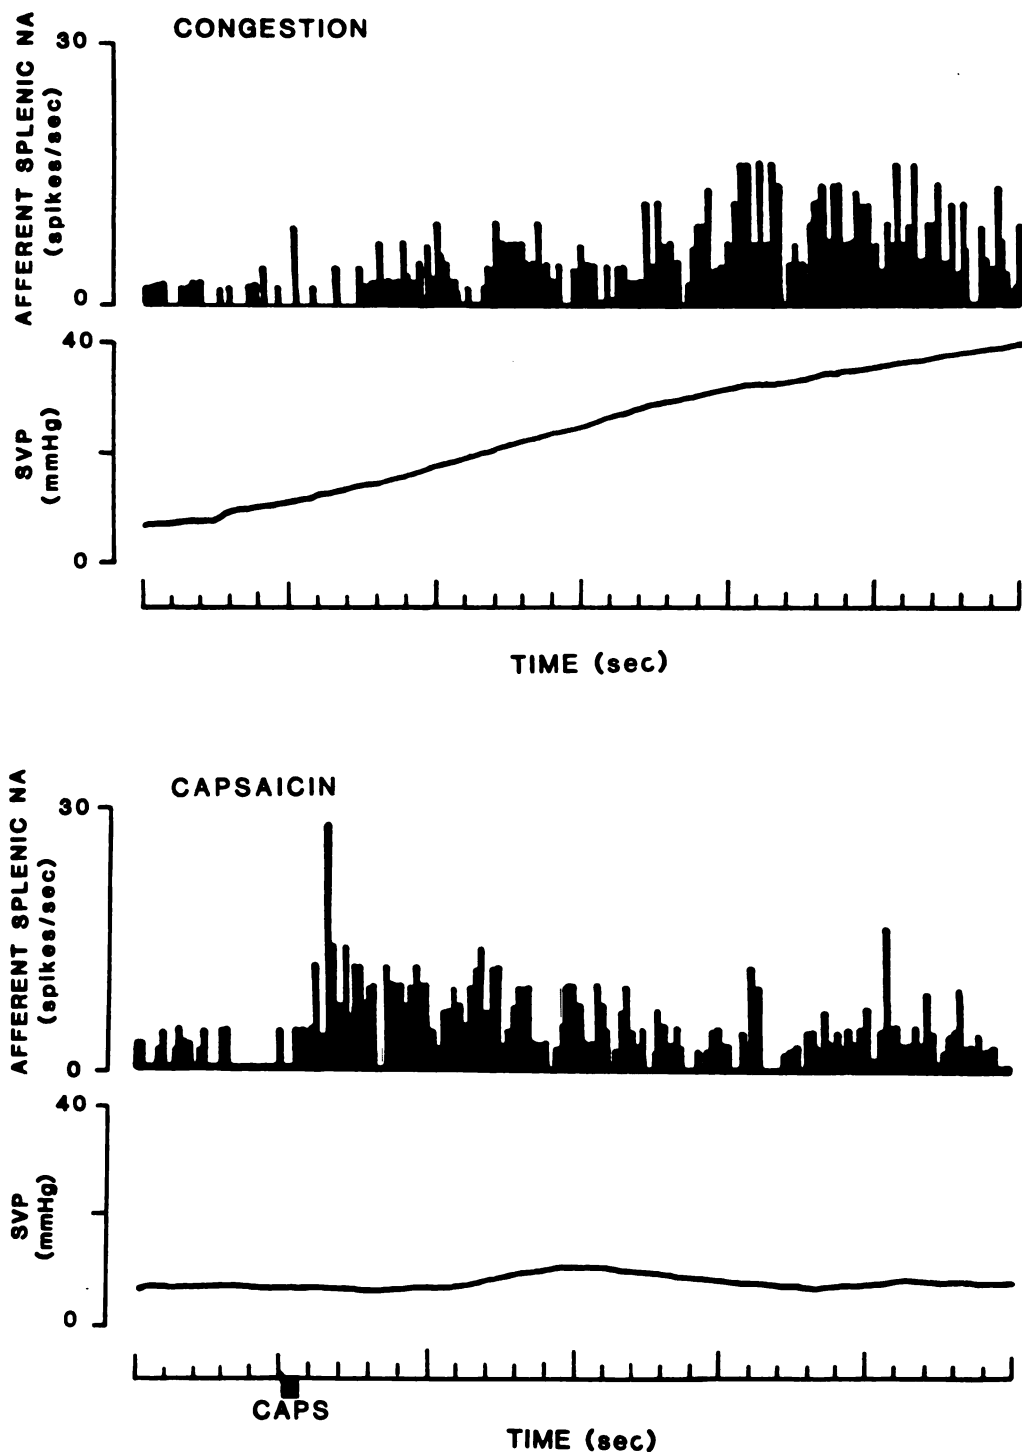 CONGESTION
AFFERENT SPLENIC NA
(spikes/sec)
30
0
SVP
(mmHg)
40
0
TIME (sec)
CAPSAICIN
AFFERENT SPLENIC NA
(spikes/sec)
30
0
SVP
(mmHg)
40
0
CAPS
TIME (sec)